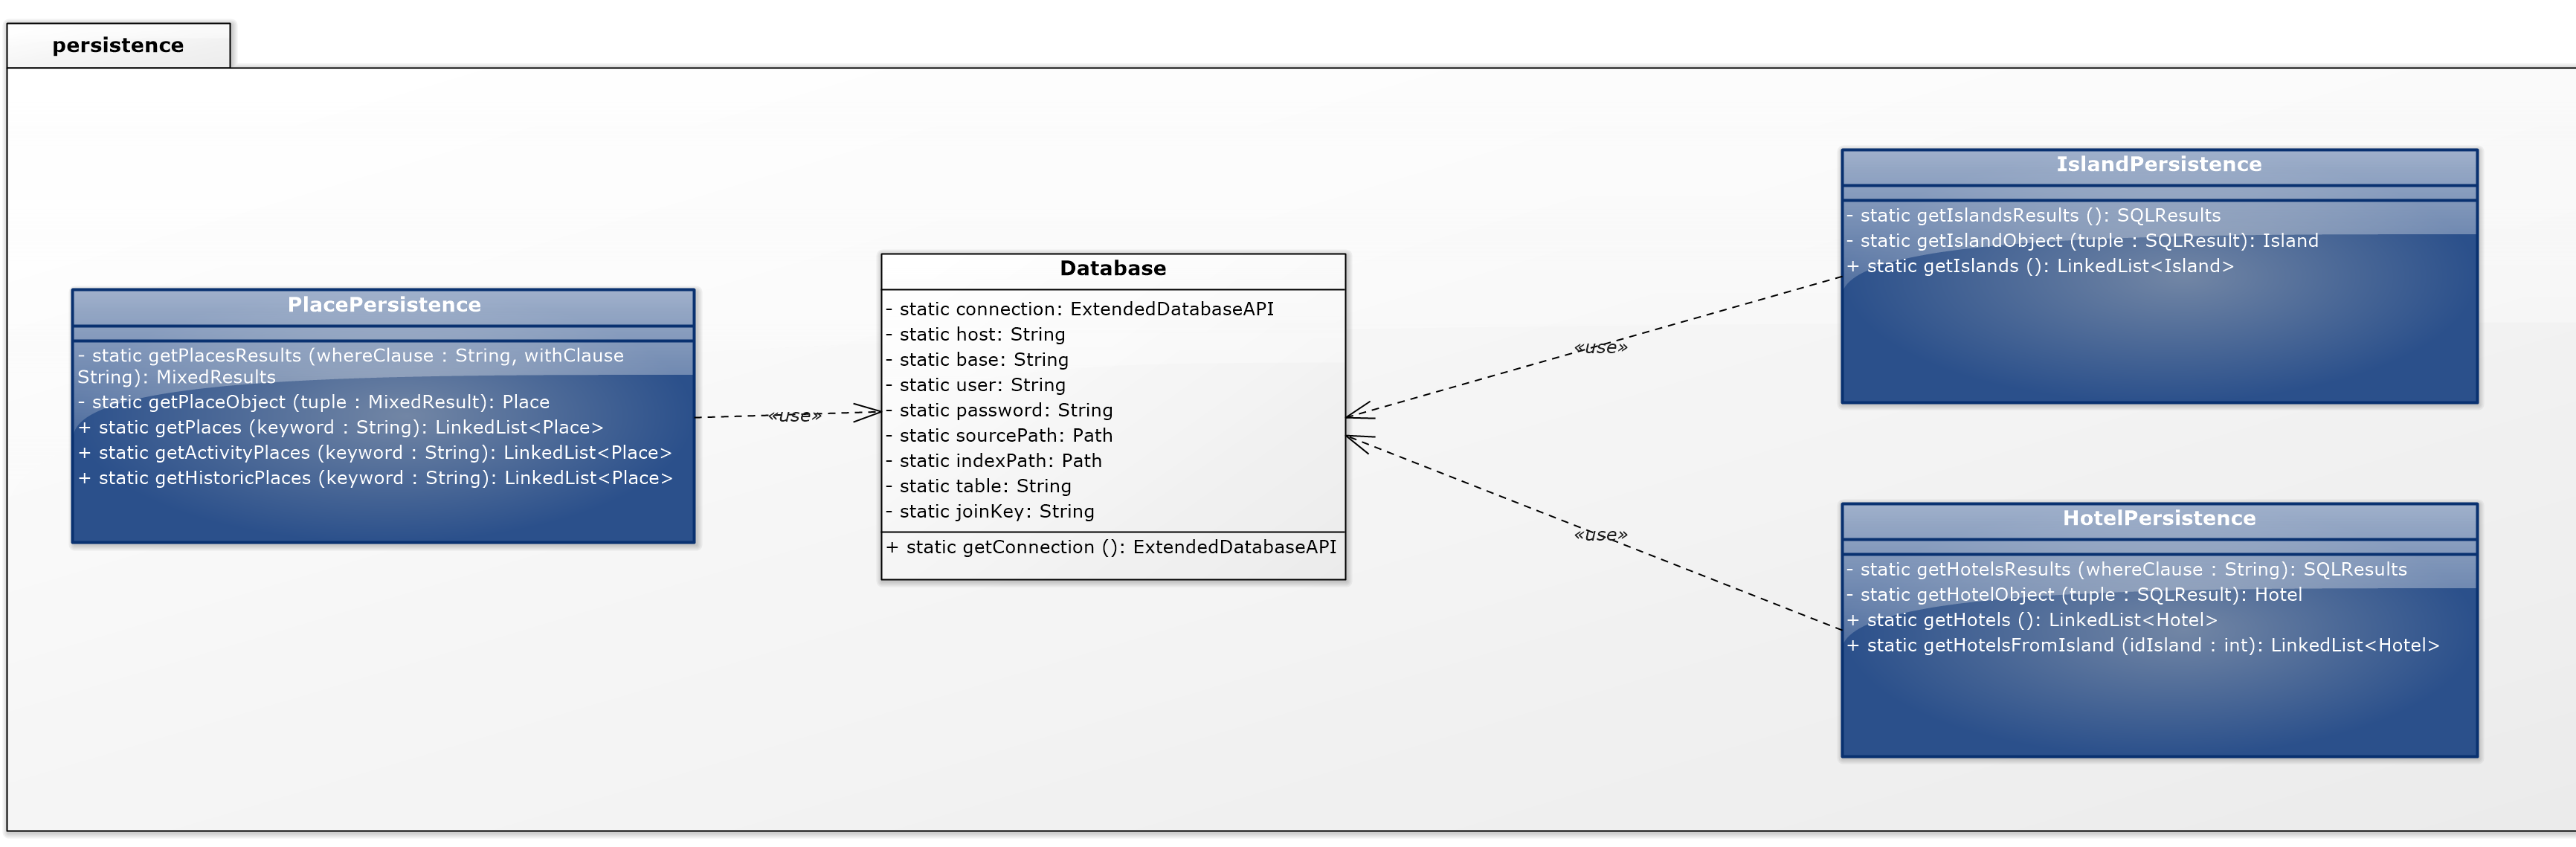 persistence
PlacePersistence
- static getPlacesResults (whereClause : String, withClause
String): MixedResults
- static getPlaceObject (tuple : MixedResult): Place
+ static getPlaces (keyword : String): LinkedList<Place>
+ static getActivityPlaces (keyword : String): LinkedList<Place>
+ static getHistoricPlaces (keyword : String): LinkedList<Place>
«use»
Database
- static connection: ExtendedDatabaseAPI
- static host: String
- static base: String
- static user: String
- static password: String
- static sourcePath: Path
- static indexPath: Path
- static table: String
- static joinKey: String
+ static getConnection (): ExtendedDatabaseAPI
«use»
«use»
IslandPersistence
- static getIslandsResults (): SQLResults
- static getIslandObject (tuple : SQLResult): Island
+ static getIslands (): LinkedList<Island>
HotelPersistence
- static getHotelsResults (whereClause : String): SQLResults
- static getHotelObject (tuple : SQLResult): Hotel
+ static getHotels (): LinkedList<Hotel>
+ static getHotelsFromIsland (idIsland : int): LinkedList<Hotel>